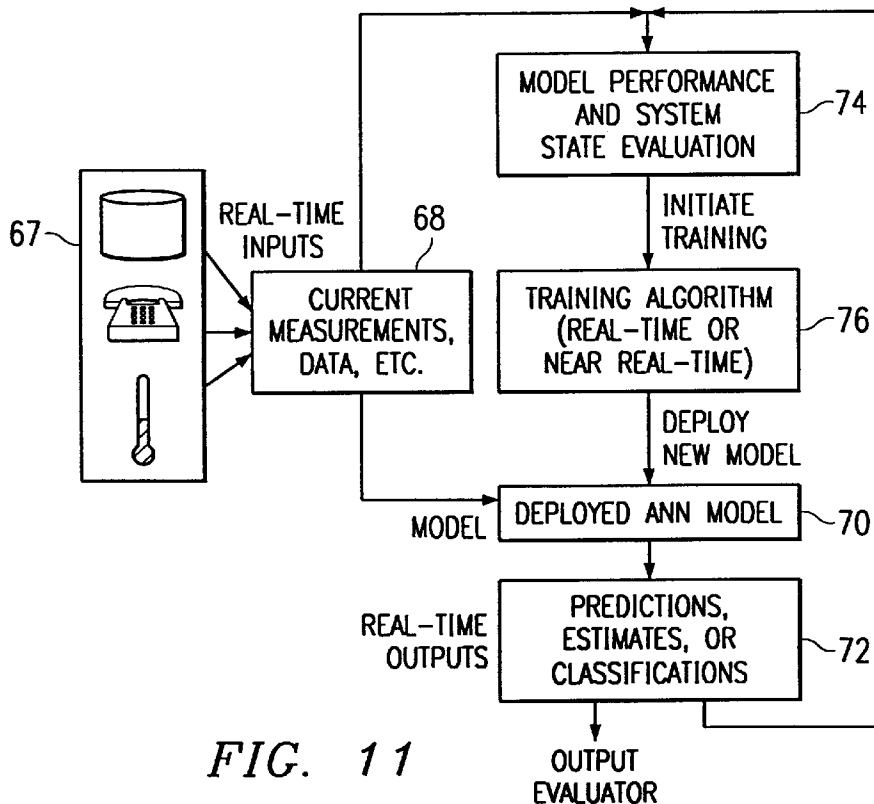 MODEL PERFORMANCE
AND SYSTEM
STATE EVALUATION
74
INITIATE
TRAINING
67
REAL-TIME
INPUTS
68
CURRENT
MEASUREMENTS,
DATA, ETC.
TRAINING ALGORITHM
(REAL-TIME OR
NEAR REAL-TIME)
76
DEPLOY
NEW MODEL
MODEL
DEPLOYED ANN MODEL
70
REAL-TIME
OUTPUTS
PREDICTIONS,
ESTIMATES, OR
CLASSIFICATIONS
72
OUTPUT
EVALUATOR
FIG. 11